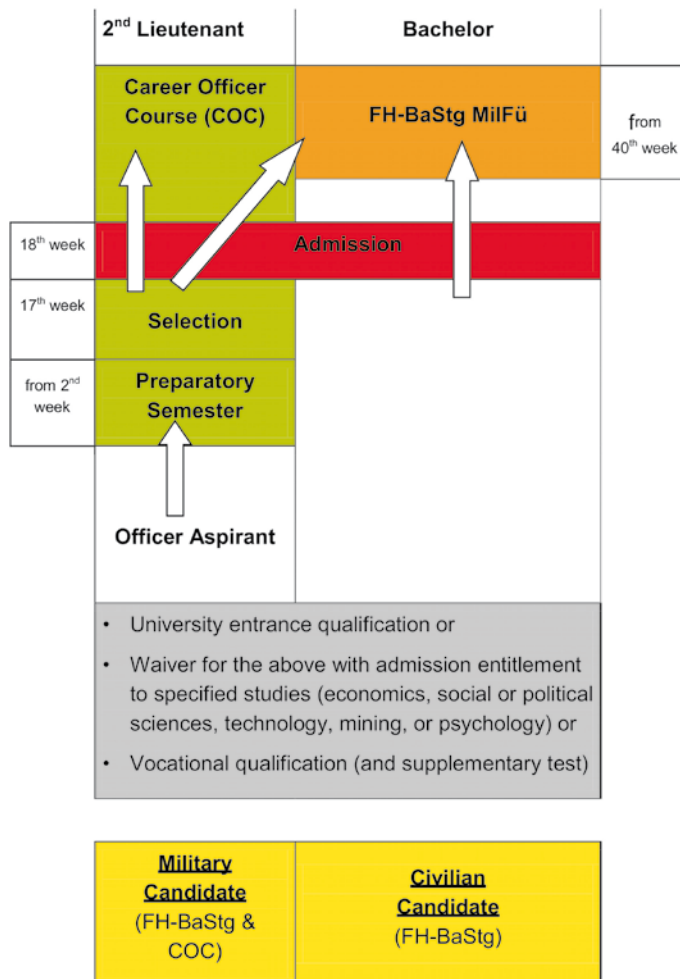 2nd Lieutenant
Bachelor
Career Officer
Course (COC)
FH-BaStg MilFü
from
40th week
18th week
Admission
17th week
Selection
from 2nd
week
Preparatory
Semester
Officer Aspirant
• University entrance qualification or
• Waiver for the above with admission entitlement
to specified studies (economics, social or political
sciences, technology, mining, or psychology) or
• Vocational qualification (and supplementary test)
Military
Candidate
(FH-BaStg &
COC)
Civilian
Candidate
(FH-BaStg)